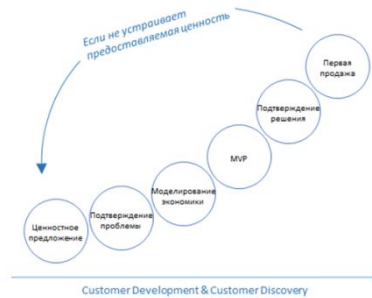 Если не устраивает
предоставляемая ценность
Первая
продажа
Подтверждение
решения
MVP
Моделирование
экономики
Подтверждение
проблемы
Ценностное
предложение
Customer Development & Customer Discovery